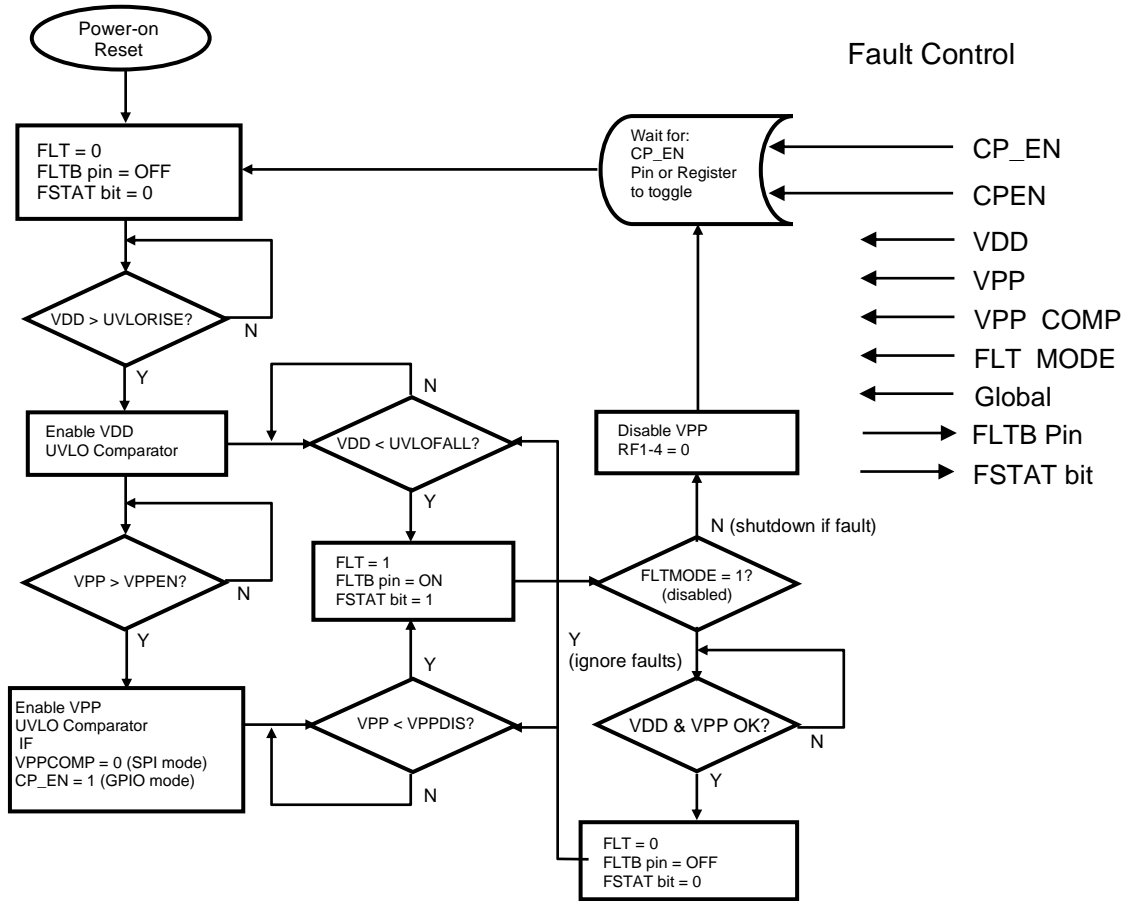 Power-on
Reset
Fault Control
FLT = 0
FLTB pin = OFF
FSTAT bit = 0
Wait for:
CP_EN
Pin or Register
to toggle
CP_EN
CPEN
VDD
VPP
VPP COMP
FLT MODE
Global
FLTB Pin
FSTAT bit
VDD > UVLORISE?
N
Y
Enable VDD
UVLO Comparator
N
VDD < UVLOFALL?
Y
Disable VPP
RF1-4 = 0
N (shutdown if fault)
VPP > VPPEN?
N
Y
FLT = 1
FLTB pin = ON
FSTAT bit = 1
FLTMODE = 1?
(disabled)
Y
(ignore faults)
Enable VPP
UVLO Comparator
IF
VPPCOMP = 0 (SPI mode)
CP_EN = 1 (GPIO mode)
Y
VPP < VPPDIS?
N
VDD & VPP OK?
N
Y
FLT = 0
FLTB pin = OFF
FSTAT bit = 0